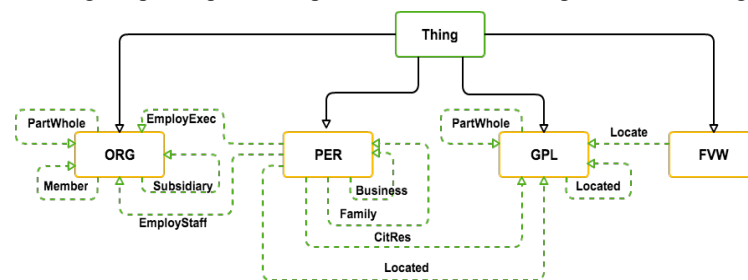 Thing
PartWhole
EmployExec
PartWhole
Locate
ORG
PER
GPL
FVW
Member
Subsidiary
Business
Located
Family
EmployStaff
CitRes
Located